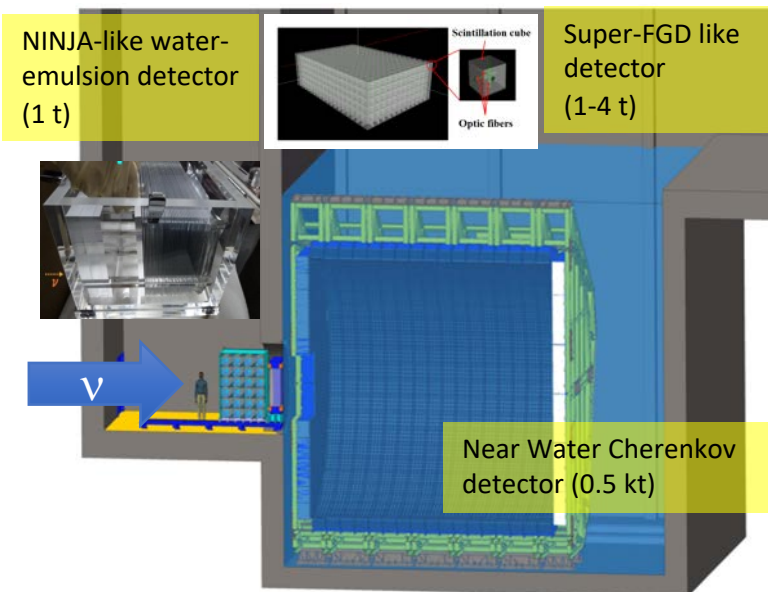 NINJA-like water-
emulsion detector
(1 t)
Scintillation cube
Optic fibers
Super-FGD like
detector
(1-4 t)
ν
ν
Near Water Cherenkov
detector (0.5 kt)